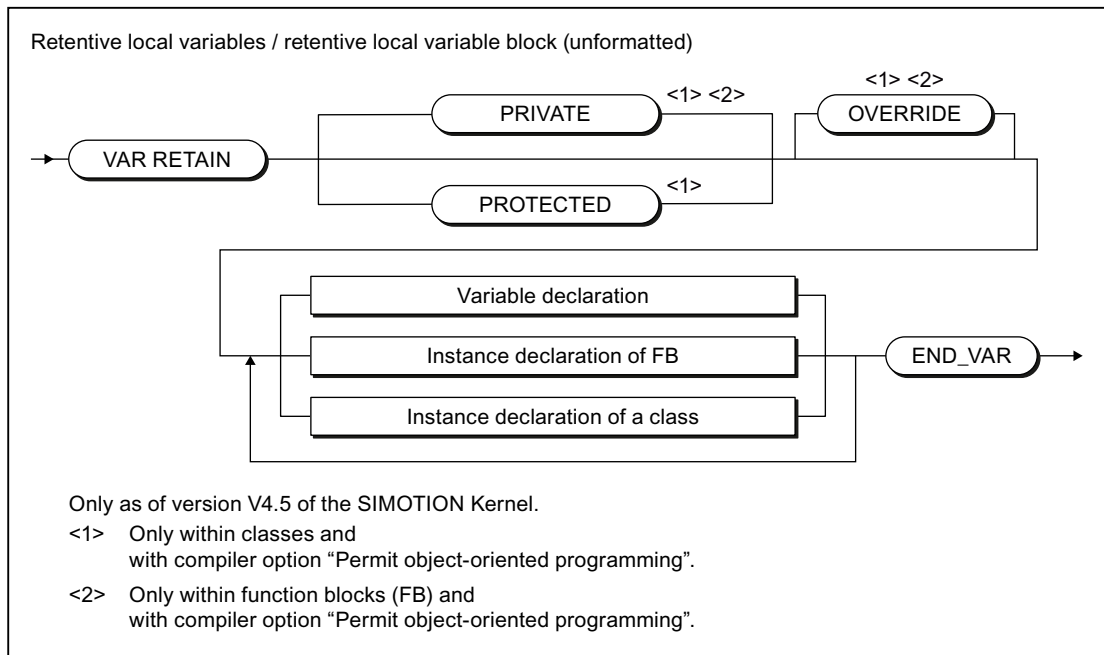 Retentive local variables / retentive local variable block (unformatted)
<1> <2>
<1> <2>
PRIVATE
OVERRIDE
VAR RETAIN
<1>
PROTECTED
Variable declaration
Instance declaration of FB
END_VAR
Instance declaration of a class
Only as of version V4.5 of the SIMOTION Kernel.
<1> Only within classes and
with compiler option “Permit object-oriented programming”.
<2> Only within function blocks (FB) and
with compiler option “Permit object-oriented programming”.